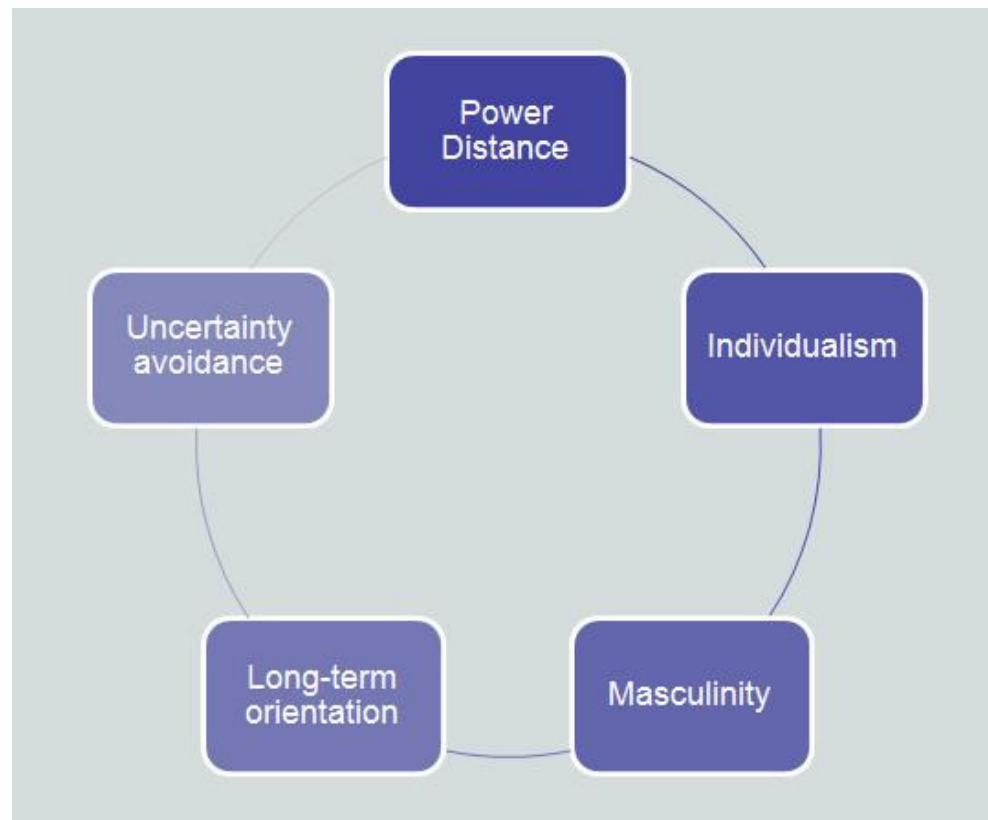 Power
Distance
Individualism
Masculinity
Long-term
orientation
Uncertainty
avoidance